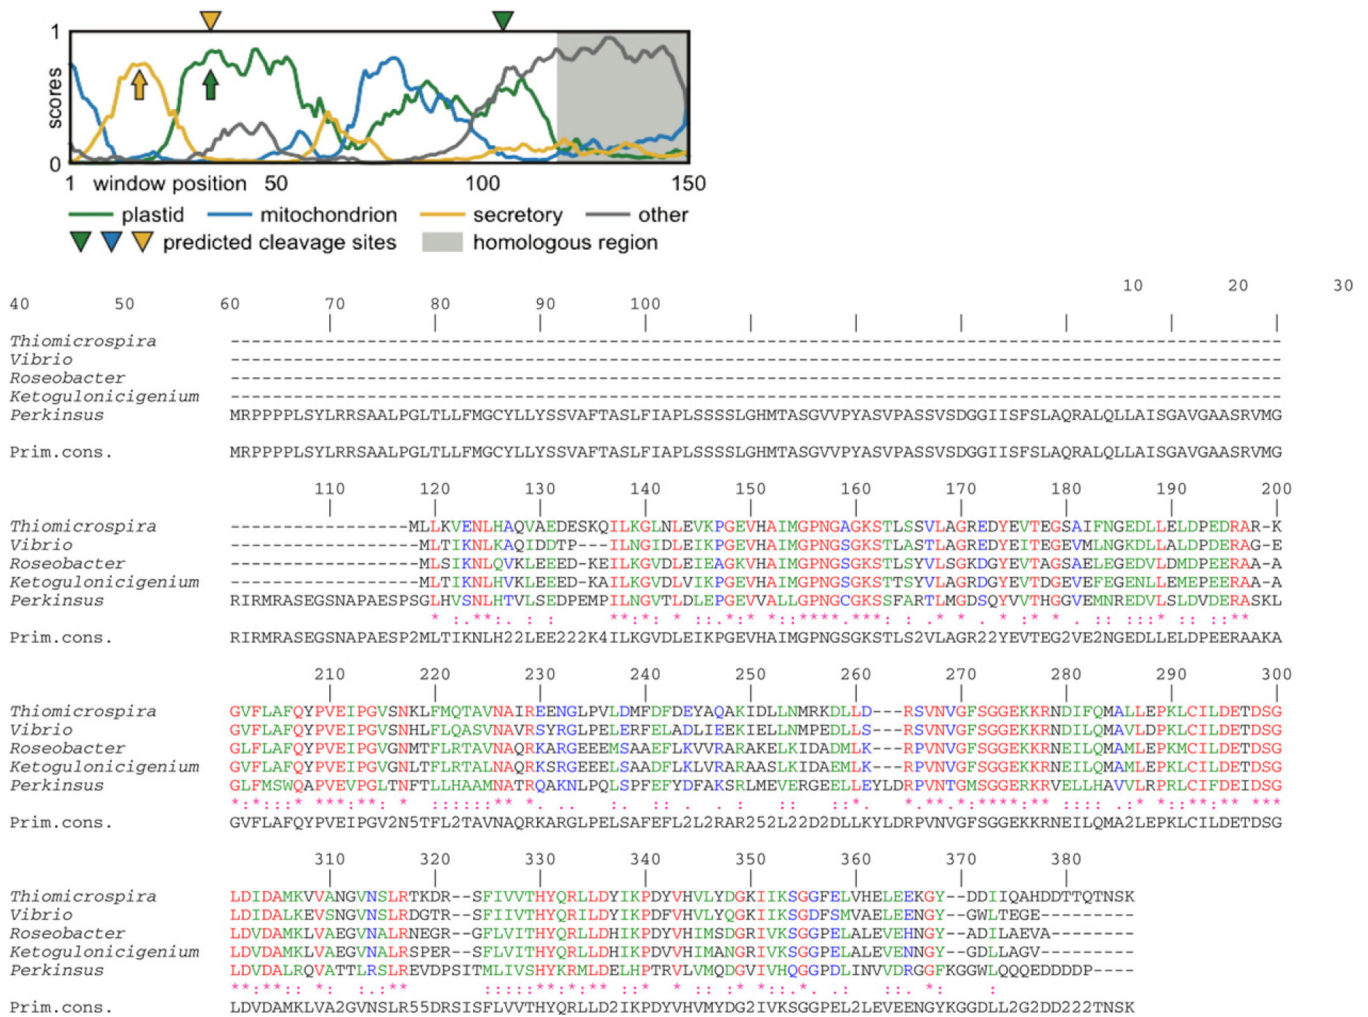 1
scores
0
1 window position 50 100 150
plastid mitochondrion secretory other
predicted cleavage sites homologous region
10 20 30
40 50 60 70 80 90 100
Thiomicrospira ----------------------------------------------------------------------------------------------------
Vibrio ----------------------------------------------------------------------------------------------------
Roseobacter ----------------------------------------------------------------------------------------------------
Ketogulonicigenium ----------------------------------------------------------------------------------------------------
Perkinsus MRPPPPLSYLRRSAALPGLTLLFMGCYLLYSSVAFTASLFIAPLSSSSLGHMTASGVVPYASVPASSVSDGGIISFSLAQRALQLLAISGAVGAASRVMG
Prim.cons. MRPPPPLSYLRRSAALPGLTLLFMGCYLLYSSVAFTASLFIAPLSSSSLGHMTASGVVPYASVPASSVSDGGIISFSLAQRALQLLAISGAVGAASRVMG
110 120 130 140 150 160 170 180 190 200
Thiomicrospira -----------------MLLKVENLHAQVAEDESKQILKGLNLEVKPGEVHAIMGPNGAGKSTLSSVLAGREDYEVTEGSAIFNGEDLLELDPEDRAR-K
Vibrio ------------------MLTIKNLKAQIDDTP---ILNGIDLEIKPGEVHAIMGPNGSGKSTLASTLAGREDYEITEGEVMLNGKDLLALDPDERAG-E
Roseobacter ------------------MLSIKNLQVKLEEED-KEILKGVDLEIEAGKVHAIMGPNGSGKSTLSYVLSGKDGYEVTAGSAELEGEDVLDMDPEERAA-A
Ketogulonicigenium ------------------MLKIENLHVKLEEED-KAILKGVDLVIKPGEVHAIMGPNGSGKSTTSYVLAGRDGYEVTDGEVEFEGENLLEMEPEERAA-A
Perkinsus RIRMRASEGSNAPAESPSGLHVSNLHTVLSEDPEMPILNGVTLDLEPGEVVALLGPNGCGKSSFARTLMGDSQYVVTHGGVEMNREDVLSLDVDERASKL
Prim.cons. RIRMRASEGSNAPAESP2MLTIKNLH22LEE222K4ILKGVDLEIKPGEVHAIMGPNGSGKSTLS2VLAGR22YEVTEG2VE2NGEDLLELDPEERAAKA
210 220 230 240 250 260 270 280 290 300
Thiomicrospira GVFLAFQYPVEIPGVSNKLFMQTAVNAIREENGLPVLDMFDFDEYAQAKIDLLNMRKDLLD---RSVNVGFSGGEKKRNDIFQMALLEPKLCILDETDSG
Vibrio GVFLAFQYPVEIPGVSNHLFLQASVNAVRSYRGLPELERFELADLIEEKIELLNMPEDLLV---RSVNVGFSGGEKKRNDILQMAVLEPKLCILDETDSG
Roseobacter GLFLAFQYPVEIPGVGNMTFLRTAVNAQRKARGEEEMSAAEFLKVVRARAKELKIDADMLK---RPVNVGFSGGEKKRNEILQMAMLEPKMCILDETDSG
Ketogulonicigenium GVFLAFQYPVEIPGVGNLTFLRTALNAQRKSRGEEELSAADFLKLVRARAASLKIDAEMLK---RPVNVGFSGGEKKRNEILQMAMLEPKLCILDETDSG
Perkinsus GLFMSWQAPVEVPGLTNFTLLHAAMNATRQAKNLPQLSPFEFYDFAKSRLMEVERGEELLEYLDRPVNTGMSGGERKRVELLHAVVLRPRLCIFDEIDSG
Prim.cons. GVFLAFQYPVEIPGV2N5TFL2TAVNAQRKARGLPELSAFEFL2L2RAR252L22D2DLLKYLDRPVNVGFSGGEKKRNEILQMA2LEPKLCILDETDSG
310 320 330 340 350 360 370 380
Thiomicrospira LDIDAMKVVANGVNSLRTKDR--SFIVVTHYQRLLDYIKPDYVHVLYDGKIIKSGGFELVHELEEKGY--DDIIQAHDDTTQTNSK
Vibrio LDIDALKEVSNGVNSLRDGTR--SFIIVTHYQRILDYIKPDFVHVLYQGKIIKSGDFSMVAELEENGY--GWLTEGE---------
Roseobacter LDVDAMKLVAEGVNALRNEGR--GFLVITHYQRLLDHIKPDYVHIMSDGRIVKSGGPELALEVEHNGY--ADILAEVA--------
Ketogulonicigenium LDVDAMKLVAEGVNALRSPER--SFLVITHYQRLLDHIKPDVVHIMANGRIVKSGGPELALEVENNGY--GDLLAGV---------
Perkinsus LDVDALRQVATTLRSLREVDPSITMLIVSHYKRMLDELHPTRVLVMQDGVIVHQGGPDLINVVDRGGFKGGWLQQQEDDDDP----
Prim.cons. LDVDAMKLVA2GVNSLR55DRSISFLVVTHYQRLLD2IKPDYVHVMYDG2IVKSGGPEL2LEVEENGYKGGDLL2G2DD222TNSK